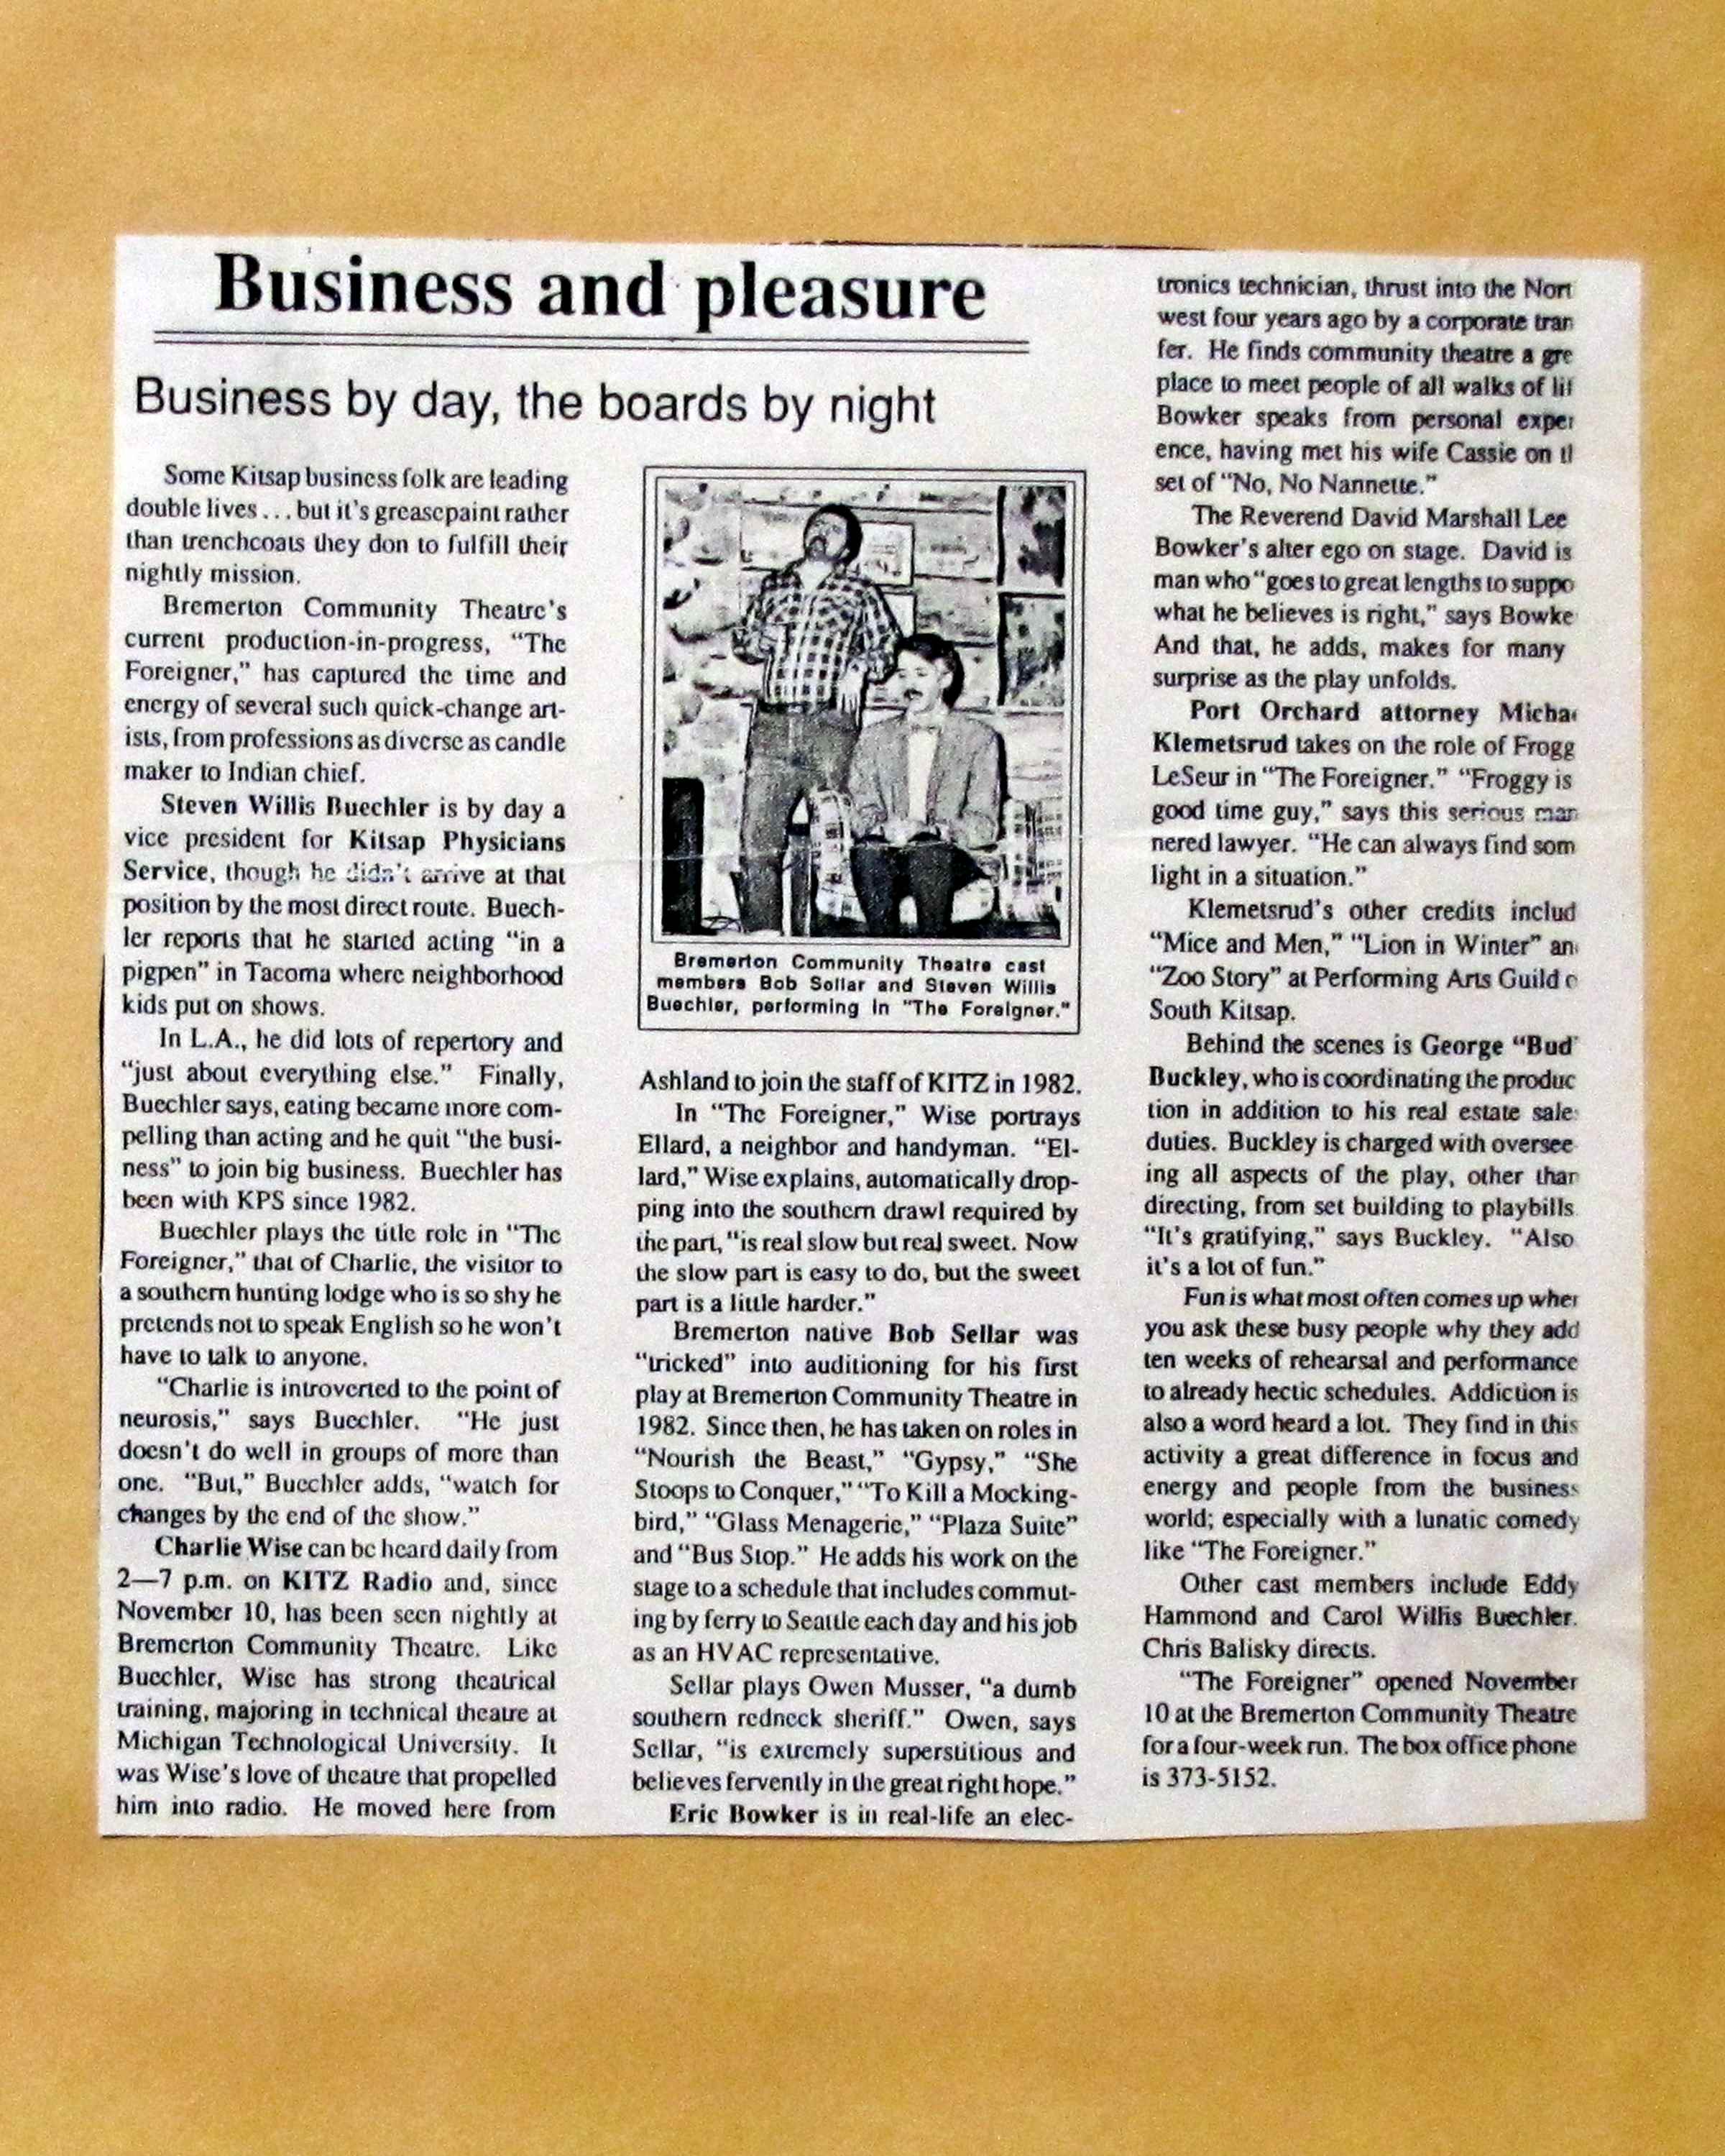 Business and pleasure
Business by day, the boards by night
Some Kitsap business folk are leading
double lives . . . but it's greasepaint rather
than trenchcoats they don to fulfill their
nightly mission.
Bremerton Community Theatre's
current production-in-progress, "The
Foreigner," has captured the time and
energy of several such quick-change art-
ists, from professions as diverse as candle
maker to Indian chief.
Steven Willis Buechler is by day a
vice president for Kitsap Physicians
Service, though he didn't arrive at that
position by the most direct route. Buech-
ler reports that he started acting "in a
pigpen" in Tacoma where neighborhood
kids put on shows.
In L.A., he did lots of repertory and
"just about everything else." Finally,
Buechler says, eating became more com-
pelling than acting and he quit "the busi-
ness" to join big business. Buechler has
been with KPS since 1982.
Buechler plays the title role in "The
Foreigner," that of Charlie, the visitor to
a southern hunting lodge who is so shy he
pretends not to speak English so he won't
have to talk to anyone.
"Charlie is introverted to the point of
neurosis," says Buechler. "He just
doesn't do well in groups of more than
one. "But," Buechler adds, "watch for
changes by the end of the show."
Charlie Wise can be heard daily from
2—7 p.m. on KITZ Radio and, since
November 10, has been seen nightly at
Bremerton Community Theatre. Like
Buechler, Wise has strong theatrical
training, majoring in technical theatre at
Michigan Technological University. It
was Wise's love of theatre that propelled
him into radio. He moved here from
Bremerton Community Theatre cast
members Bob Sollar and Steven Willis
Buechler, performing in "The Foreigner."
Ashland to join the staff of KITZ in 1982.
In "The Foreigner," Wise portrays
Ellard, a neighbor and handyman. "El-
lard," Wise explains, automatically drop-
ping into the southern drawl required by
the part, "is real slow but real sweet. Now
the slow part is easy to do, but the sweet
part is a little harder."
Bremerton native Bob Sellar was
"tricked" into auditioning for his first
play at Bremerton Community Theatre in
1982. Since then, he has taken on roles in
"Nourish the Beast," "Gypsy," "She
Stoops to Conquer," "To Kill a Mocking-
bird," "Glass Menagerie," "Plaza Suite"
and "Bus Stop." He adds his work on the
stage to a schedule that includes commut-
ing by ferry to Seattle each day and his job
as an HVAC representative.
Sellar plays Owen Musser, "a dumb
southern redneck sheriff." Owen, says
Sellar, "is extremely superstitious and
believes fervently in the great right hope."
Eric Bowker is in real-life an elec-
tronics technician, thrust into the Nort
west four years ago by a corporate tran
fer. He finds community theatre a gre
place to meet people of all walks of lif
Bowker speaks from personal experi
ence, having met his wife Cassie on tl
set of "No, No Nannette."
The Reverend David Marshall Lee
Bowker's alter ego on stage. David is
man who "goes to great lengths to suppo
what he believes is right," says Bowke
And that, he adds, makes for many
surprise as the play unfolds.
Port Orchard attorney Micha
Klemetsrud takes on the role of Frogg
LeSeur in "The Foreigner." "Froggy is
good time guy," says this serious man
nered lawyer. "He can always find som
light in a situation."
Klemetsrud's other credits includ
"Mice and Men," "Lion in Winter" an
"Zoo Story" at Performing Arts Guild o
South Kitsap.
Behind the scenes is George "Bud"
Buckley, who is coordinating the produc
tion in addition to his real estate sale
duties. Buckley is charged with oversee
ing all aspects of the play, other than
directing, from set building to playbills
"It's gratifying," says Buckley. "Also
it's a lot of fun."
Fun is what most often comes up when
you ask these busy people why they add
ten weeks of rehearsal and performance
to already hectic schedules. Addiction is
also a word heard a lot. They find in this
activity a great difference in focus and
energy and people from the business
world; especially with a lunatic comedy
like "The Foreigner."
Other cast members include Eddy
Hammond and Carol Willis Buechler.
Chris Balisky directs.
"The Foreigner" opened November
10 at the Bremerton Community Theatre
for a four-week run. The box office phone
is 373-5152.